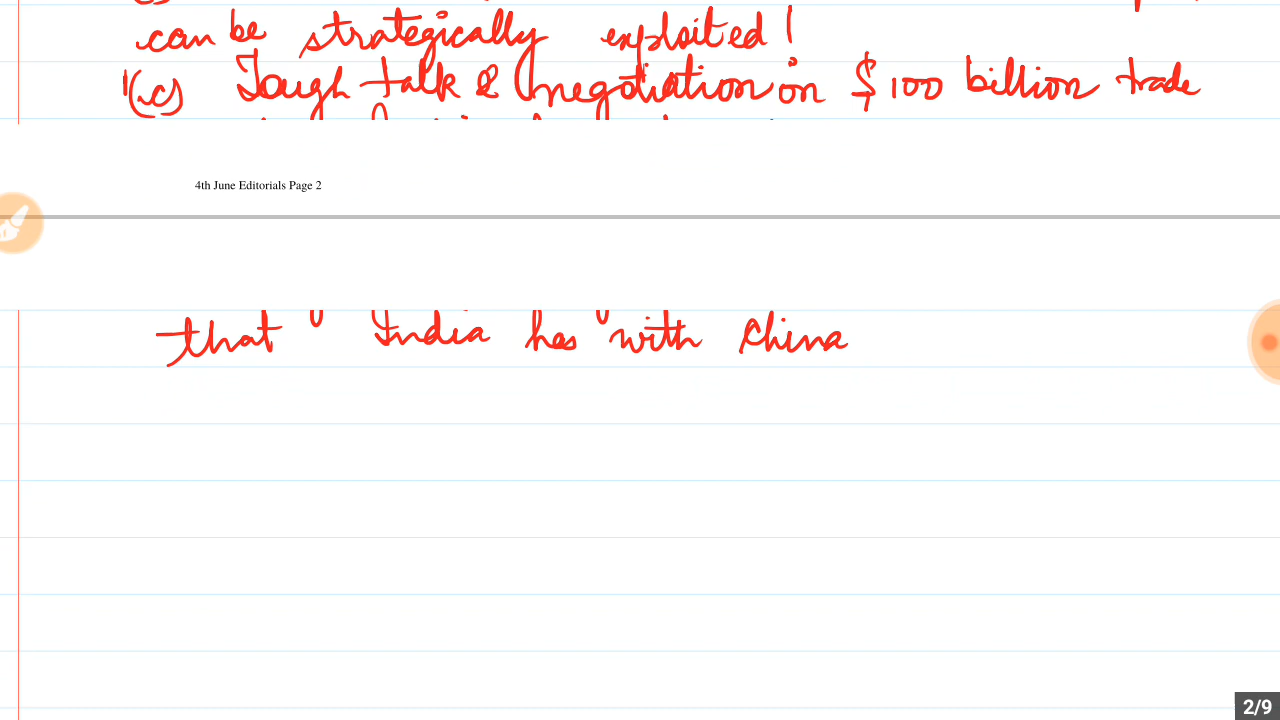 can be strategically exploited !
(c) Tough talk & negotiation on $ 100 billion trade
4th June Editorials Page 2
that India has with China
2/9